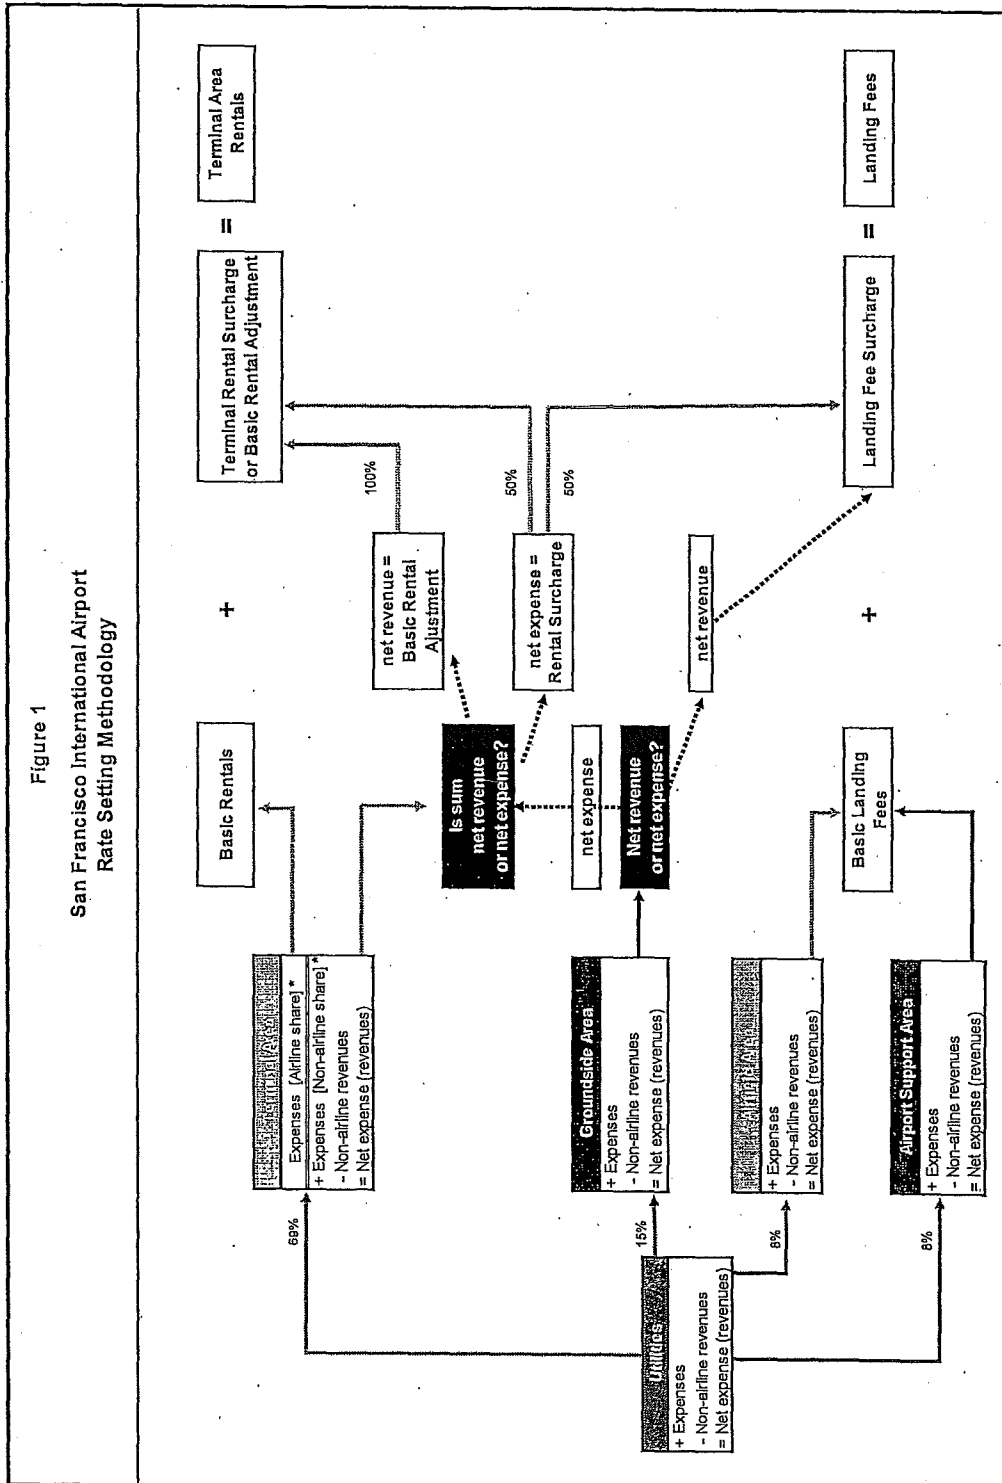 Figure 1
San Francisco International Airport
Rate Setting Methodology
Utilities
+ Expenses
- Non-airline revenues
= Net expense (revenues)
69%
15%
8%
8%
Expenses [Airline share] *
+ Expenses [Non-airline share] *
- Non-airline revenues
= Net expense (revenues)
Groundside Area
+ Expenses
- Non-airline revenues
= Net expense (revenues)
+ Expenses
- Non-airline revenues
= Net expense (revenues)
Airport Support Area
+ Expenses
- Non-airline revenues
= Net expense (revenues)
Basic Rentals
Is sum
net revenue
or net expense?
net expense
Net revenue
or net expense?
Basic Landing
Fees
+
net revenue =
Basic Rental
Ajustment
net expense =
Rental Surcharge
net revenue
+
100%
50%
50%
Terminal Rental Surcharge
or Basic Rental Adjustment
Landing Fee Surcharge
=
=
Terminal Area
Rentals
Landing Fees